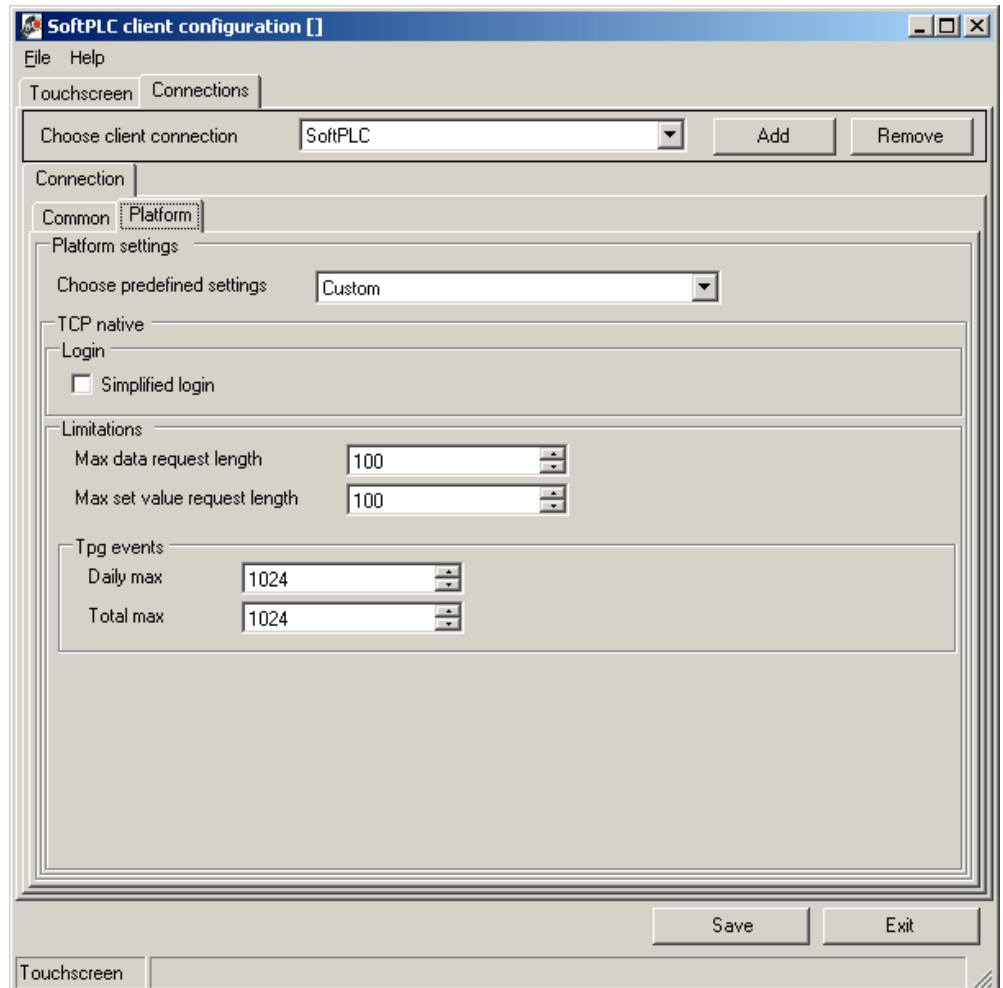 SoftPLC client configuration []
File Help
Touchscreen Connections
Choose client connection SoftPLC Add Remove
Connection
Common Platform
Platform settings
Choose predefined settings Custom
TCP native
Login
Simplified login
Limitations
Max data request length 100
Max set value request length 100
Tpg events
Daily max 1024
Total max 1024
Save Exit
Touchscreen